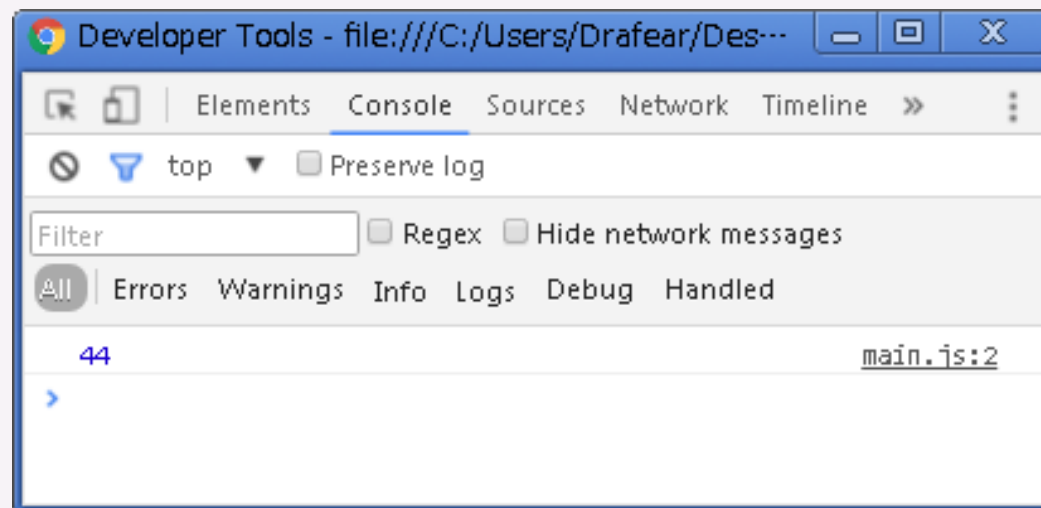 Developer Tools - file:///C:/Users/Drafear/Des…
Elements Console Sources Network Timeline »
top ▼ Preserve log
Filter Regex Hide network messages
All Errors Warnings Info Logs Debug Handled
44 main.js:2
>